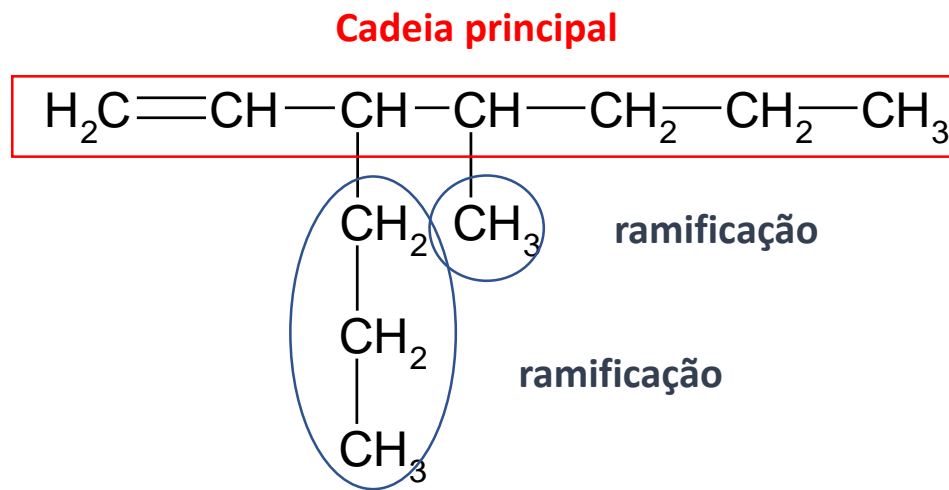 Cadeia principal
H₂C=CH—CH—CH—CH₂—CH₂—CH₃
CH₂ CH₃ ramificação
CH₂ ramificação
CH₃